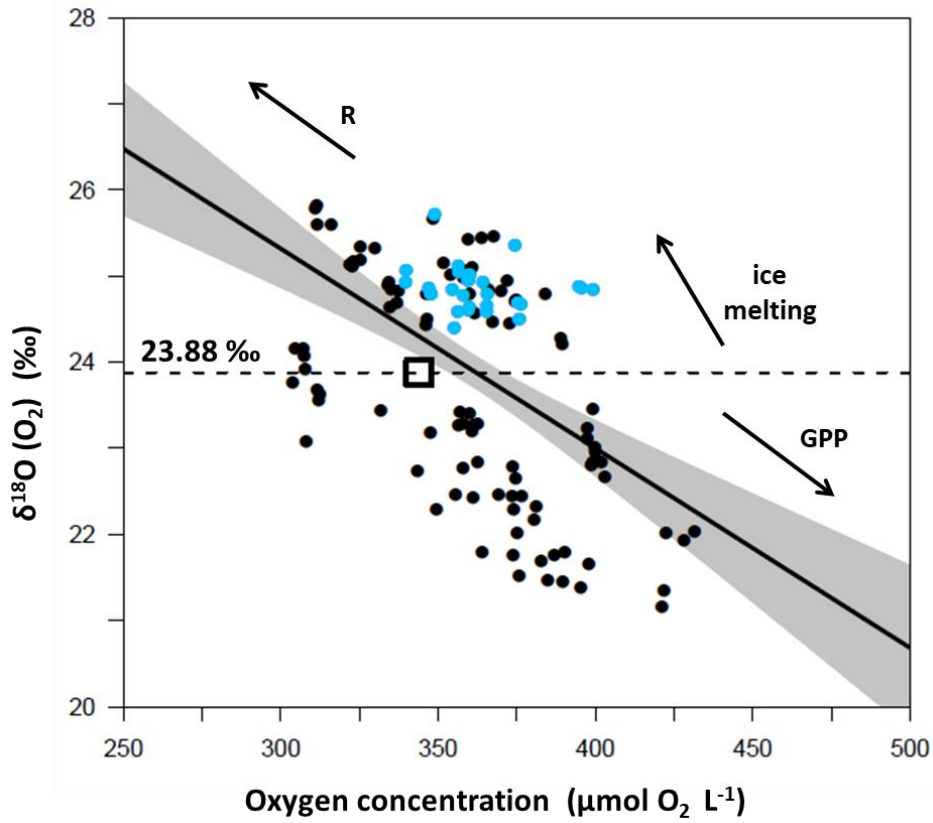 28
26
24
22
20
δ¹⁸O (O₂) (‰)
R
ice
melting
23.88 ‰
GPP
250
300
350
400
450
500
Oxygen concentration (μmol O₂ L⁻¹)